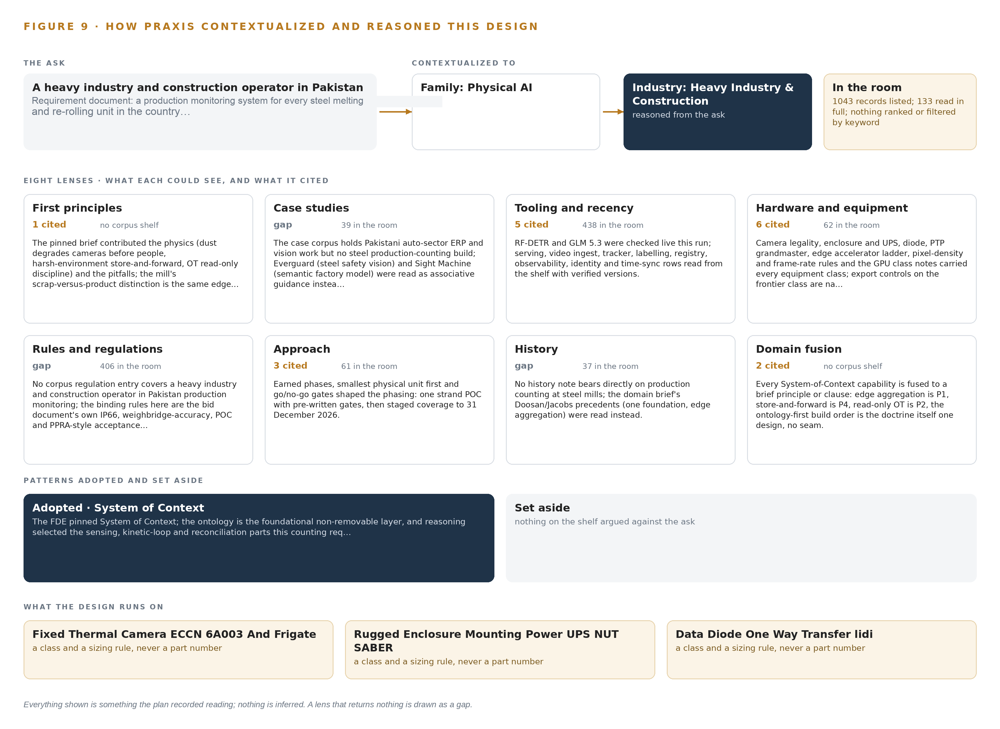 FIGURE 9 · HOW PRAXIS CONTEXTUALIZED AND REASONED THIS DESIGN
THE ASK
A heavy industry and construction operator in Pakistan
Requirement document: a production monitoring system for every steel melting
and re-rolling unit in the country…
CONTEXTUALIZED TO
Family: Physical AI
Industry: Heavy Industry &
Construction
reasoned from the ask
In the room
1043 records listed; 133 read in
full; nothing ranked or filtered
by keyword
EIGHT LENSES · WHAT EACH COULD SEE, AND WHAT IT CITED
First principles
1 cited no corpus shelf
The pinned brief contributed the physics (dust
degrades cameras before people,
harsh-environment store-and-forward, OT read-only
discipline) and the pitfalls; the mill's
scrap-versus-product distinction is the same edge…
Case studies
gap 39 in the room
The case corpus holds Pakistani auto-sector ERP and
vision work but no steel production-counting build;
Everguard (steel safety vision) and Sight Machine
(semantic factory model) were read as associative
guidance instea…
Tooling and recency
5 cited 438 in the room
RF-DETR and GLM 5.3 were checked live this run;
serving, video ingest, tracker, labelling, registry,
observability, identity and time-sync rows read from
the shelf with verified versions.
Hardware and equipment
6 cited 62 in the room
Camera legality, enclosure and UPS, diode, PTP
grandmaster, edge accelerator ladder, pixel-density
and frame-rate rules and the GPU class notes carried
every equipment class; export controls on the
frontier class are na…
Rules and regulations
gap 406 in the room
No corpus regulation entry covers a heavy industry
and construction operator in Pakistan production
monitoring; the binding rules here are the bid
document's own IP66, weighbridge-accuracy, POC
and PPRA-style acceptance…
Approach
3 cited 61 in the room
Earned phases, smallest physical unit first and
go/no-go gates shaped the phasing: one strand POC
with pre-written gates, then staged coverage to 31
December 2026.
History
gap 37 in the room
No history note bears directly on production
counting at steel mills; the domain brief's
Doosan/Jacobs precedents (one foundation, edge
aggregation) were read instead.
Domain fusion
2 cited no corpus shelf
Every System-of-Context capability is fused to a
brief principle or clause: edge aggregation is P1,
store-and-forward is P4, read-only OT is P2, the
ontology-first build order is the doctrine itself one
design, no seam.
PATTERNS ADOPTED AND SET ASIDE
Adopted · System of Context
The FDE pinned System of Context; the ontology is the foundational non-removable layer, and reasoning
selected the sensing, kinetic-loop and reconciliation parts this counting req…
Set aside
nothing on the shelf argued against the ask
WHAT THE DESIGN RUNS ON
Fixed Thermal Camera ECCN 6A003 And Frigate
a class and a sizing rule, never a part number
Rugged Enclosure Mounting Power UPS NUT
SABER
a class and a sizing rule, never a part number
Data Diode One Way Transfer lidi
a class and a sizing rule, never a part number
Everything shown is something the plan recorded reading; nothing is inferred. A lens that returns nothing is drawn as a gap.